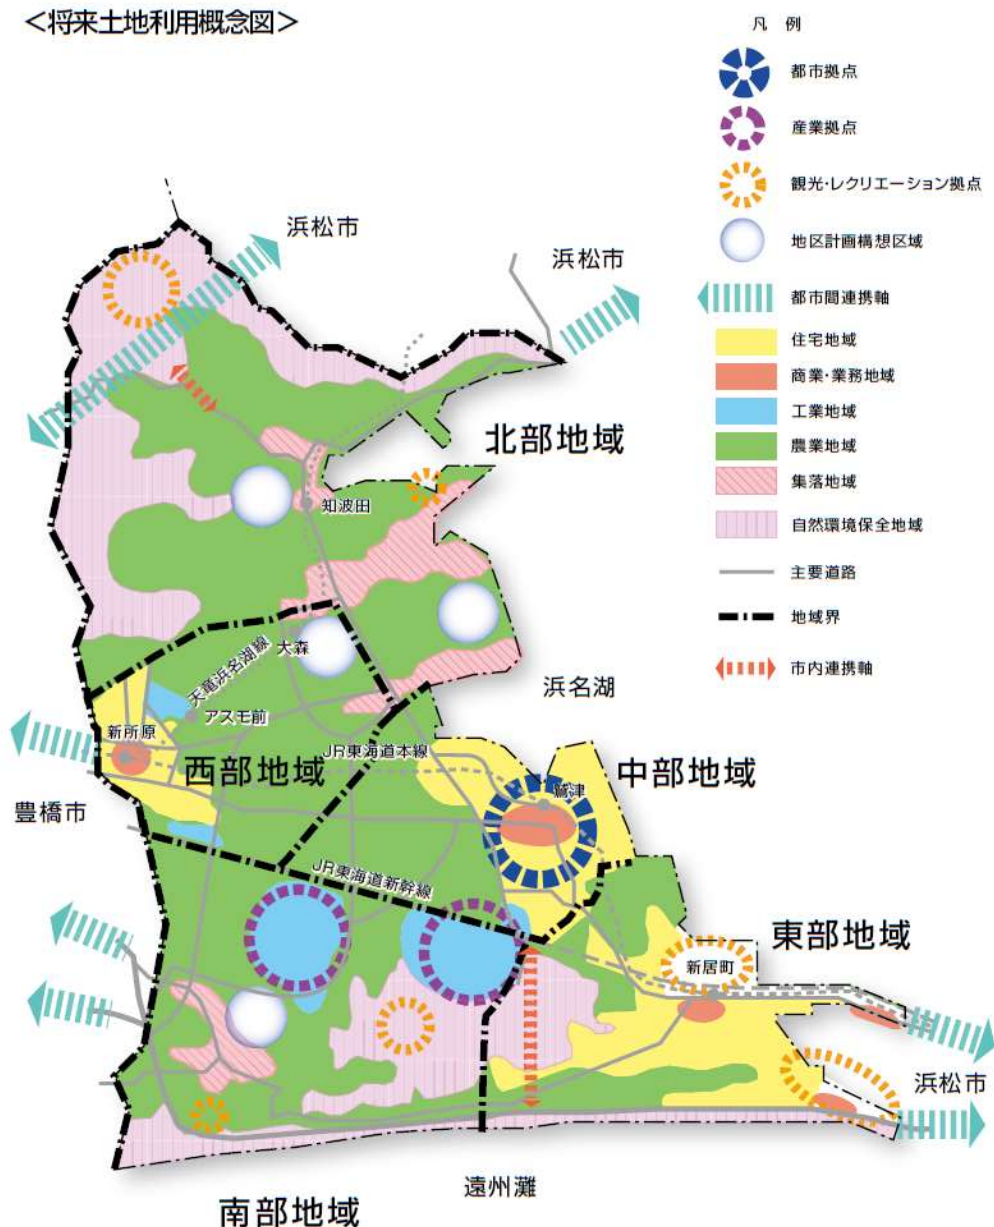 ＜将来土地利用概念図＞
凡 例
都市拠点
産業拠点
観光・レクリエーション拠点
地区計画構想区域
都市間連携軸
住宅地域
商業・業務地域
工業地域
農業地域
集落地域
自然環境保全地域
主要道路
地域界
市内連携軸
浜松市
浜松市
北部地域
知波田
大森
天竜浜名湖線
アスモ前
新所原
浜名湖
JR東海道本線
西部地域
中部地域
鷲津
豊橋市
JR東海道新幹線
東部地域
新居町
浜松市
遠州灘
南部地域